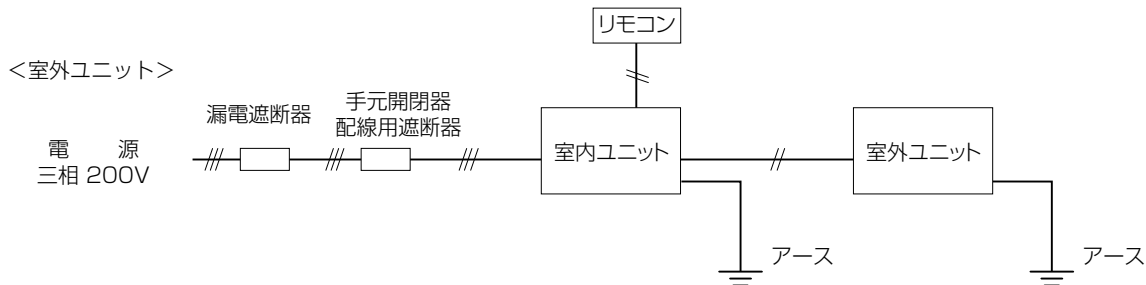 リモコン
＜室外ユニット＞
漏電遮断器
手元開閉器
配線用遮断器
電　　源
三相 200V
室内ユニット
室外ユニット
アース
アース